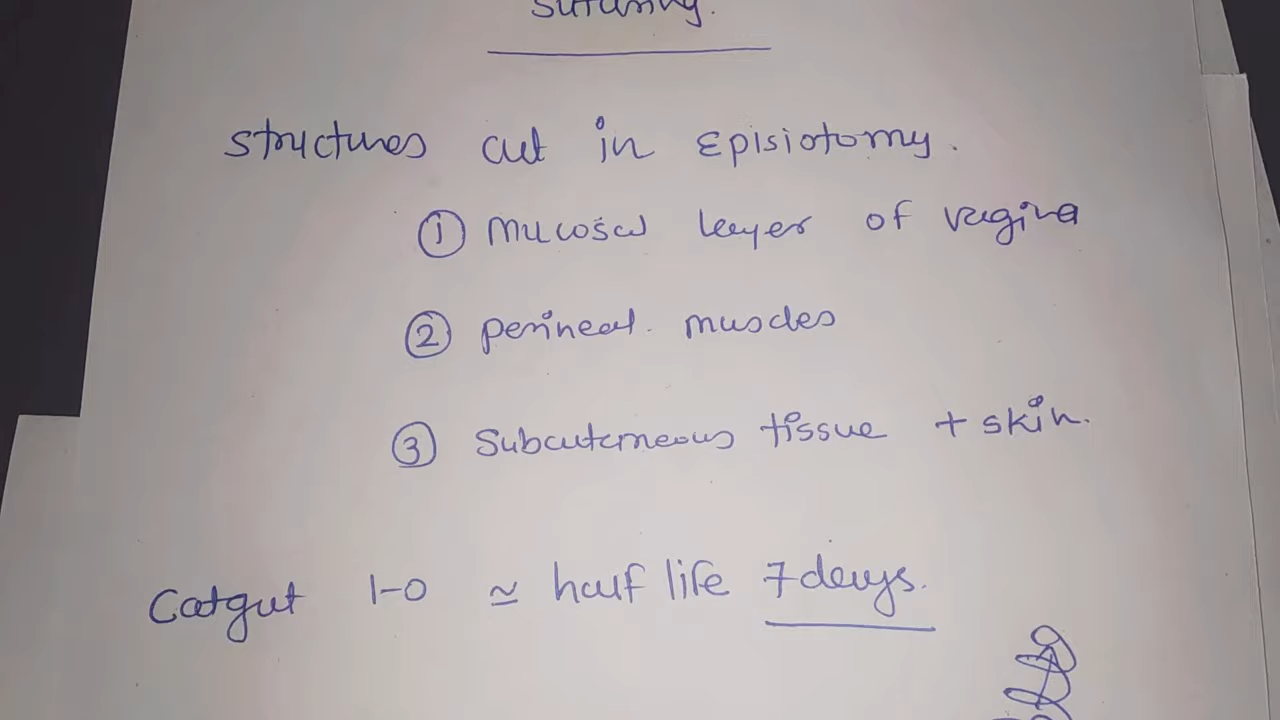 Suturing.
Structures cut in Episiotomy.
① Mucosal layer of vagina
② perineal muscles
③ Subcutaneous tissue + skin.
Catgut 1-0 ≃ half life 7 days.